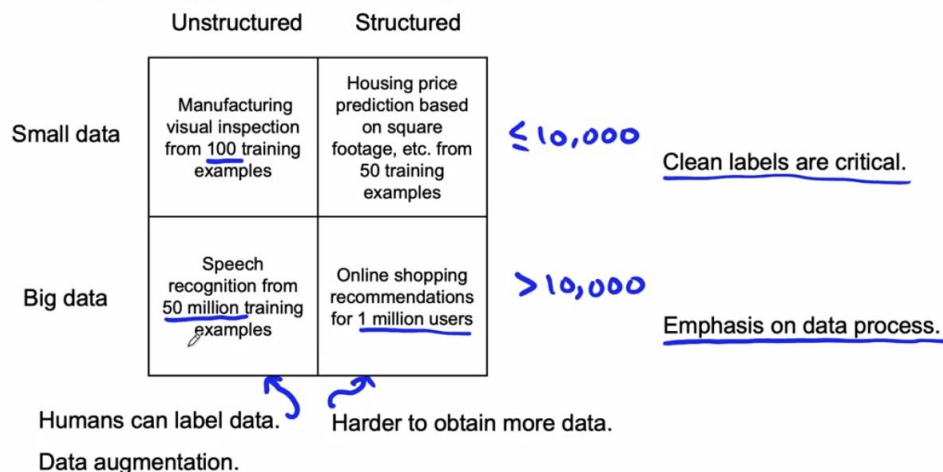 Unstructured
Structured
Small data
Manufacturing
visual inspection
from 100 training
examples
Housing price
prediction based
on square
footage, etc. from
50 training
examples
≤10,000
Clean labels are critical.
Big data
Speech
recognition from
50 million training
examples
Online shopping
recommendations
for 1 million users
>10,000
Emphasis on data process.
Humans can label data.
Harder to obtain more data.
Data augmentation.